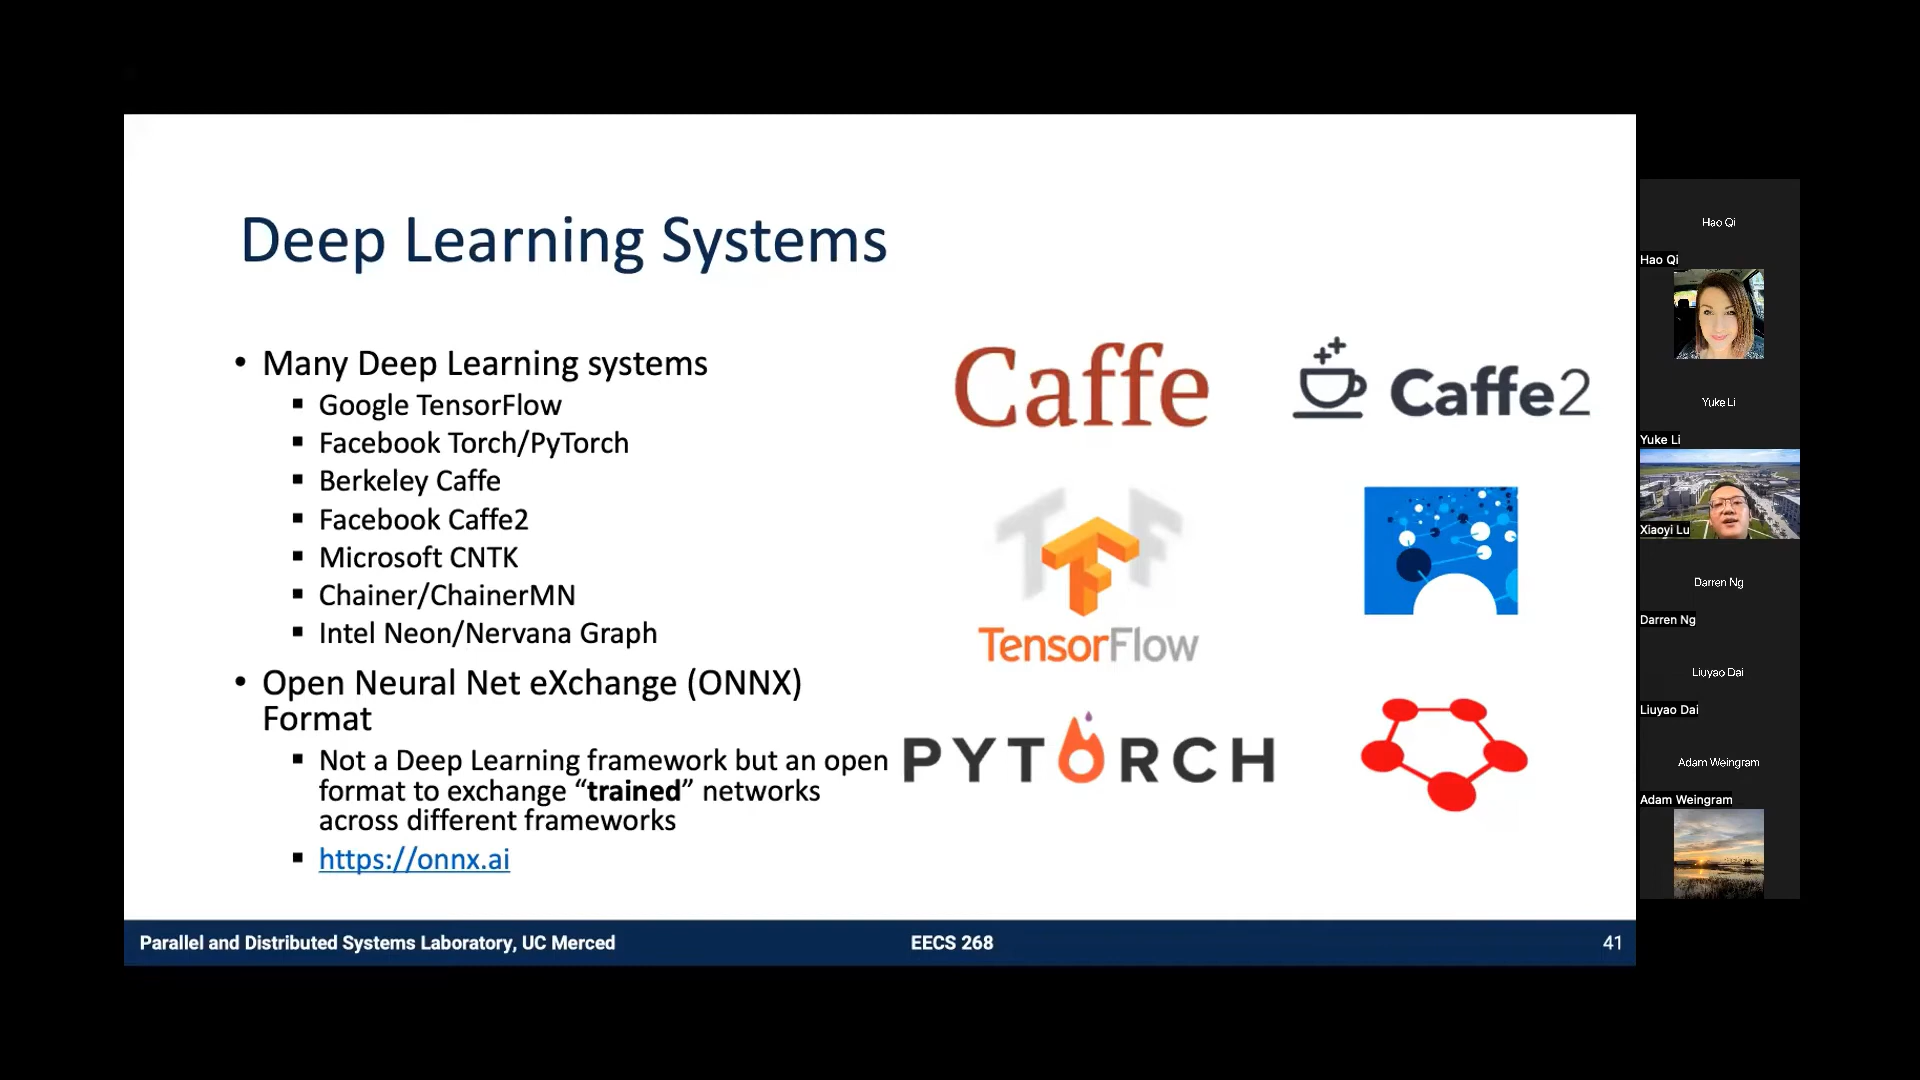 Deep Learning Systems
• Many Deep Learning systems
▪ Google TensorFlow
▪ Facebook Torch/PyTorch
▪ Berkeley Caffe
▪ Facebook Caffe2
▪ Microsoft CNTK
▪ Chainer/ChainerMN
▪ Intel Neon/Nervana Graph
• Open Neural Net eXchange (ONNX)
Format
▪ Not a Deep Learning framework but an open
format to exchange “trained” networks
across different frameworks
▪ https://onnx.ai
Caffe
Caffe2
TensorFlow
PYTORCH
Parallel and Distributed Systems Laboratory, UC Merced
EECS 268
41
Hao Qi
Hao Qi
Yuke Li
Yuke Li
Xiaoyi Lu
Darren Ng
Darren Ng
Liuyao Dai
Liuyao Dai
Adam Weingram
Adam Weingram